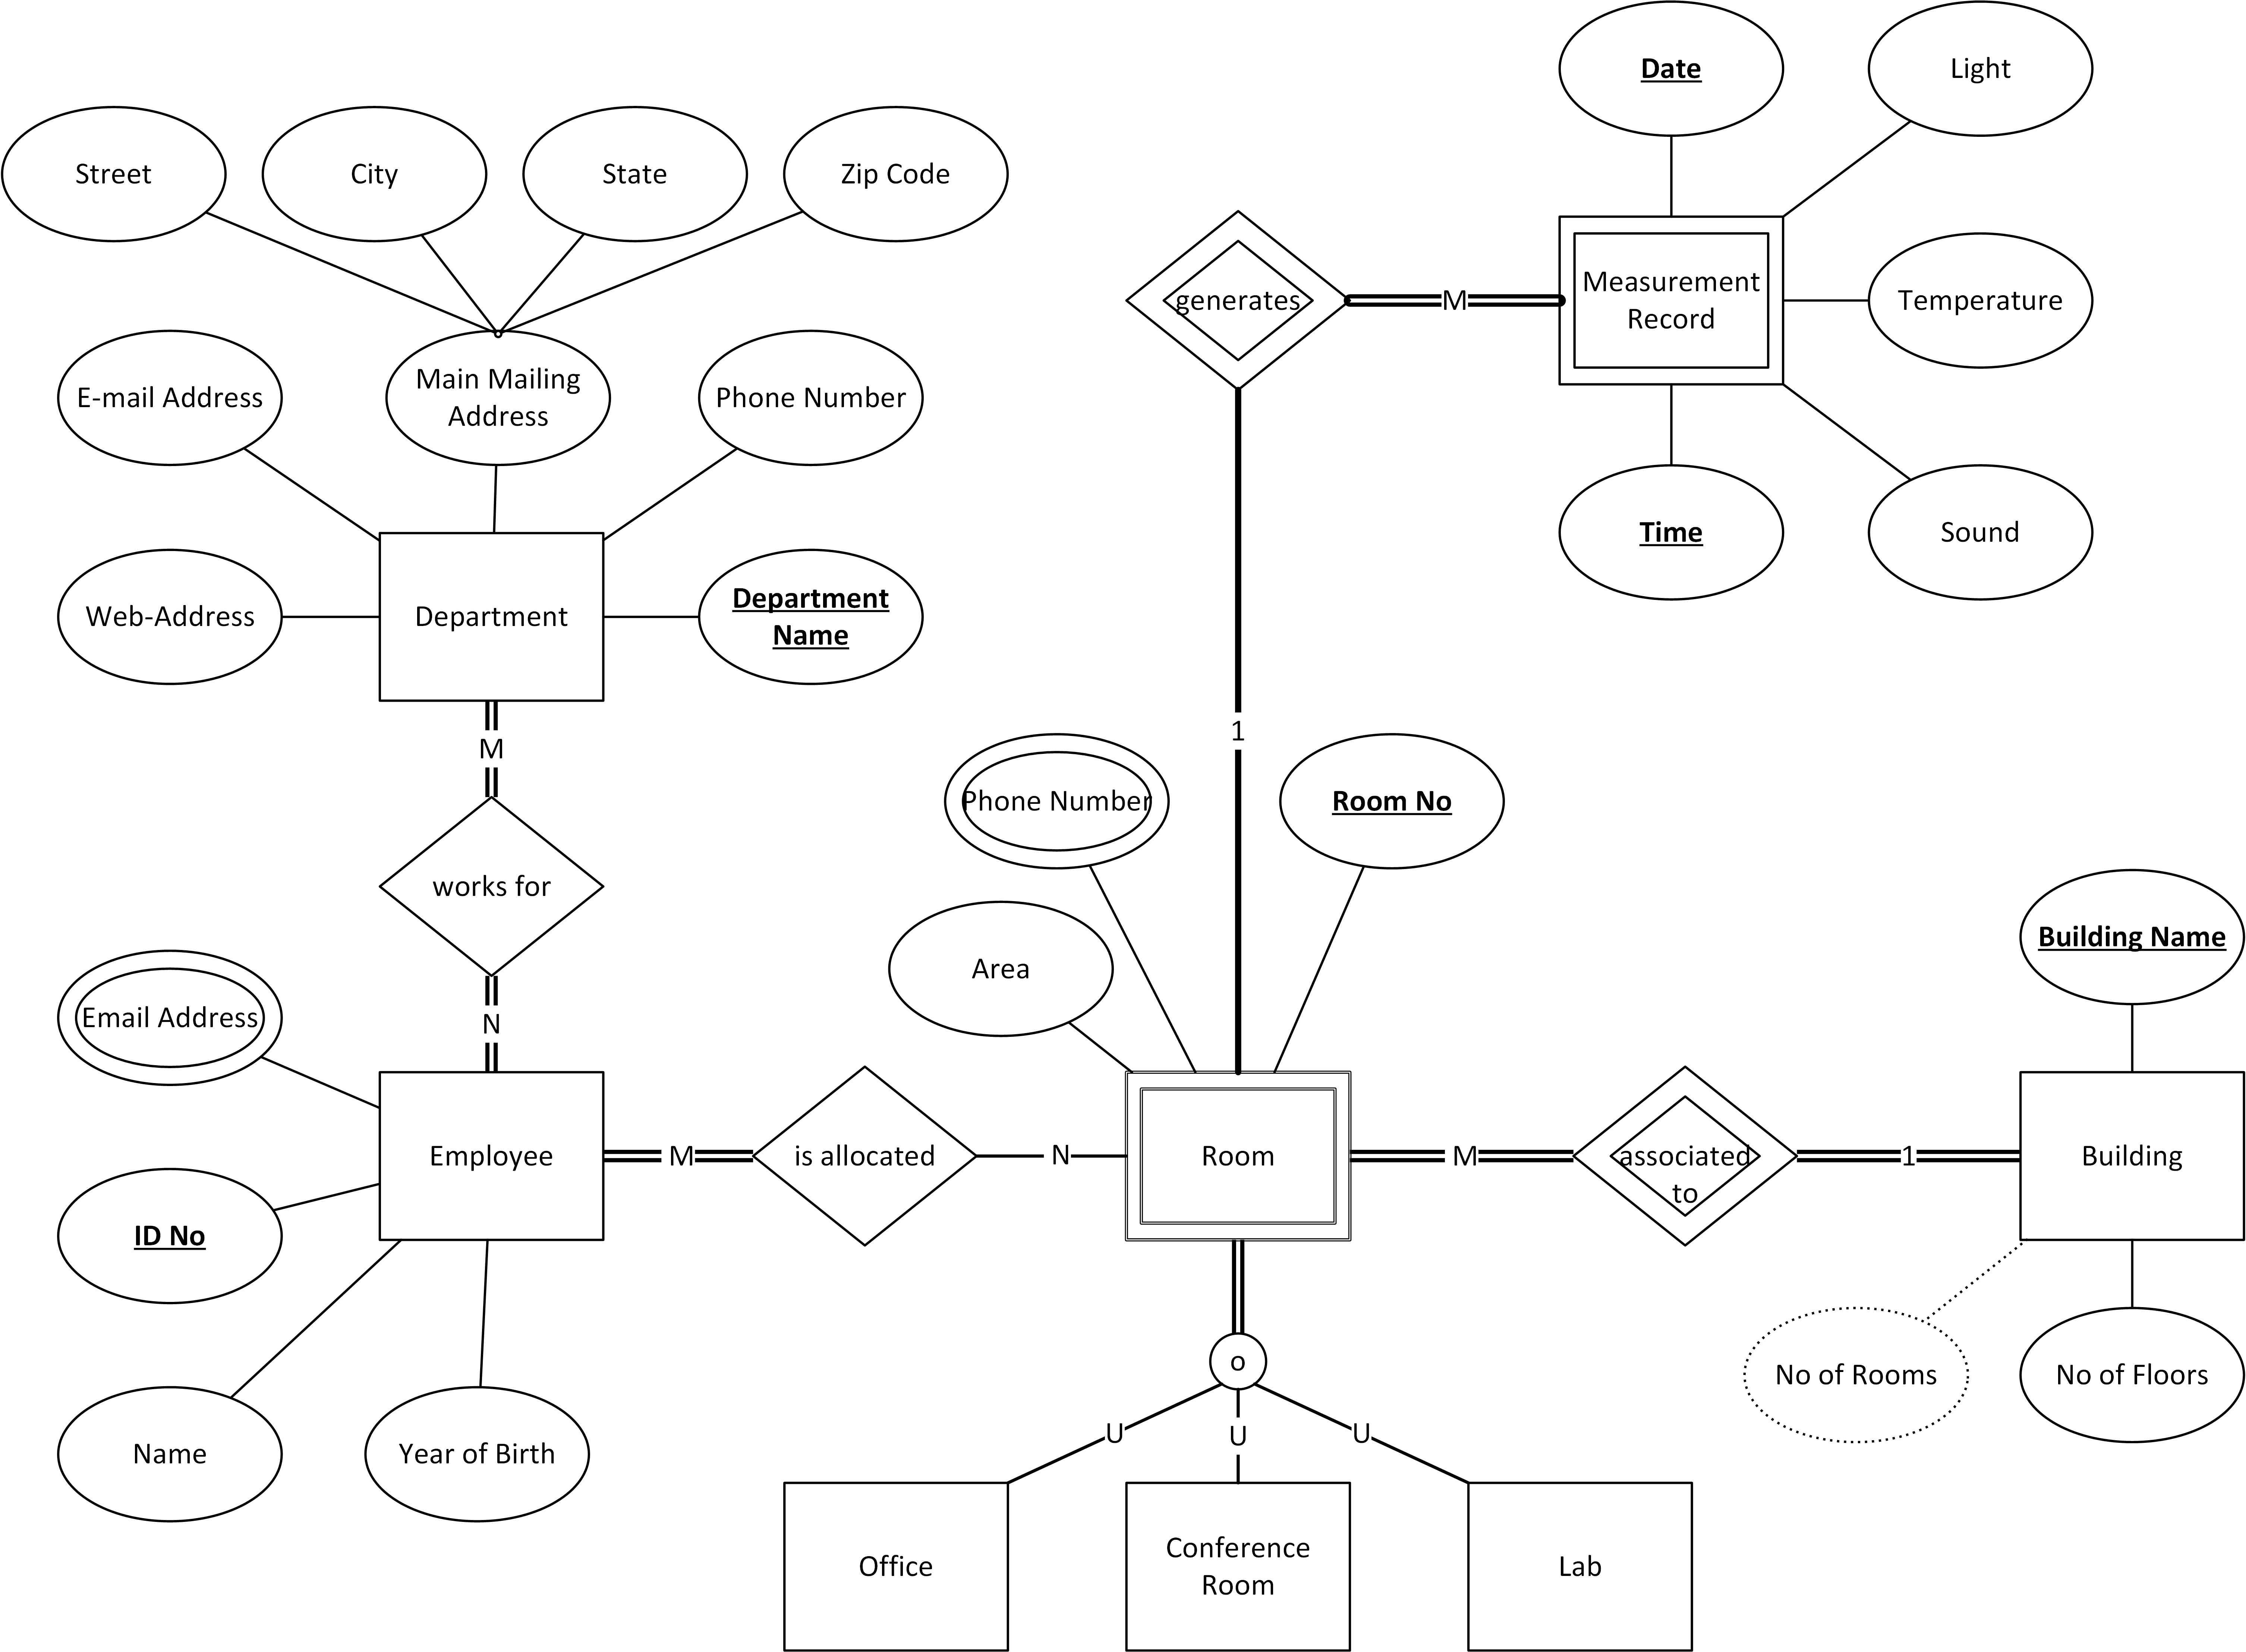 Date
Light
Street
City
State
Zip Code
generates
M
Measurement
Record
Temperature
E-mail Address
Main Mailing
Address
Phone Number
Time
Sound
Web-Address
Department
Department
Name
M
1
Phone Number
Room No
works for
Area
Building Name
Email Address
N
Employee
M
is allocated
N
Room
M
associated
to
1
Building
ID No
o
No of Rooms
No of Floors
U
U
U
Name
Year of Birth
Office
Conference
Room
Lab